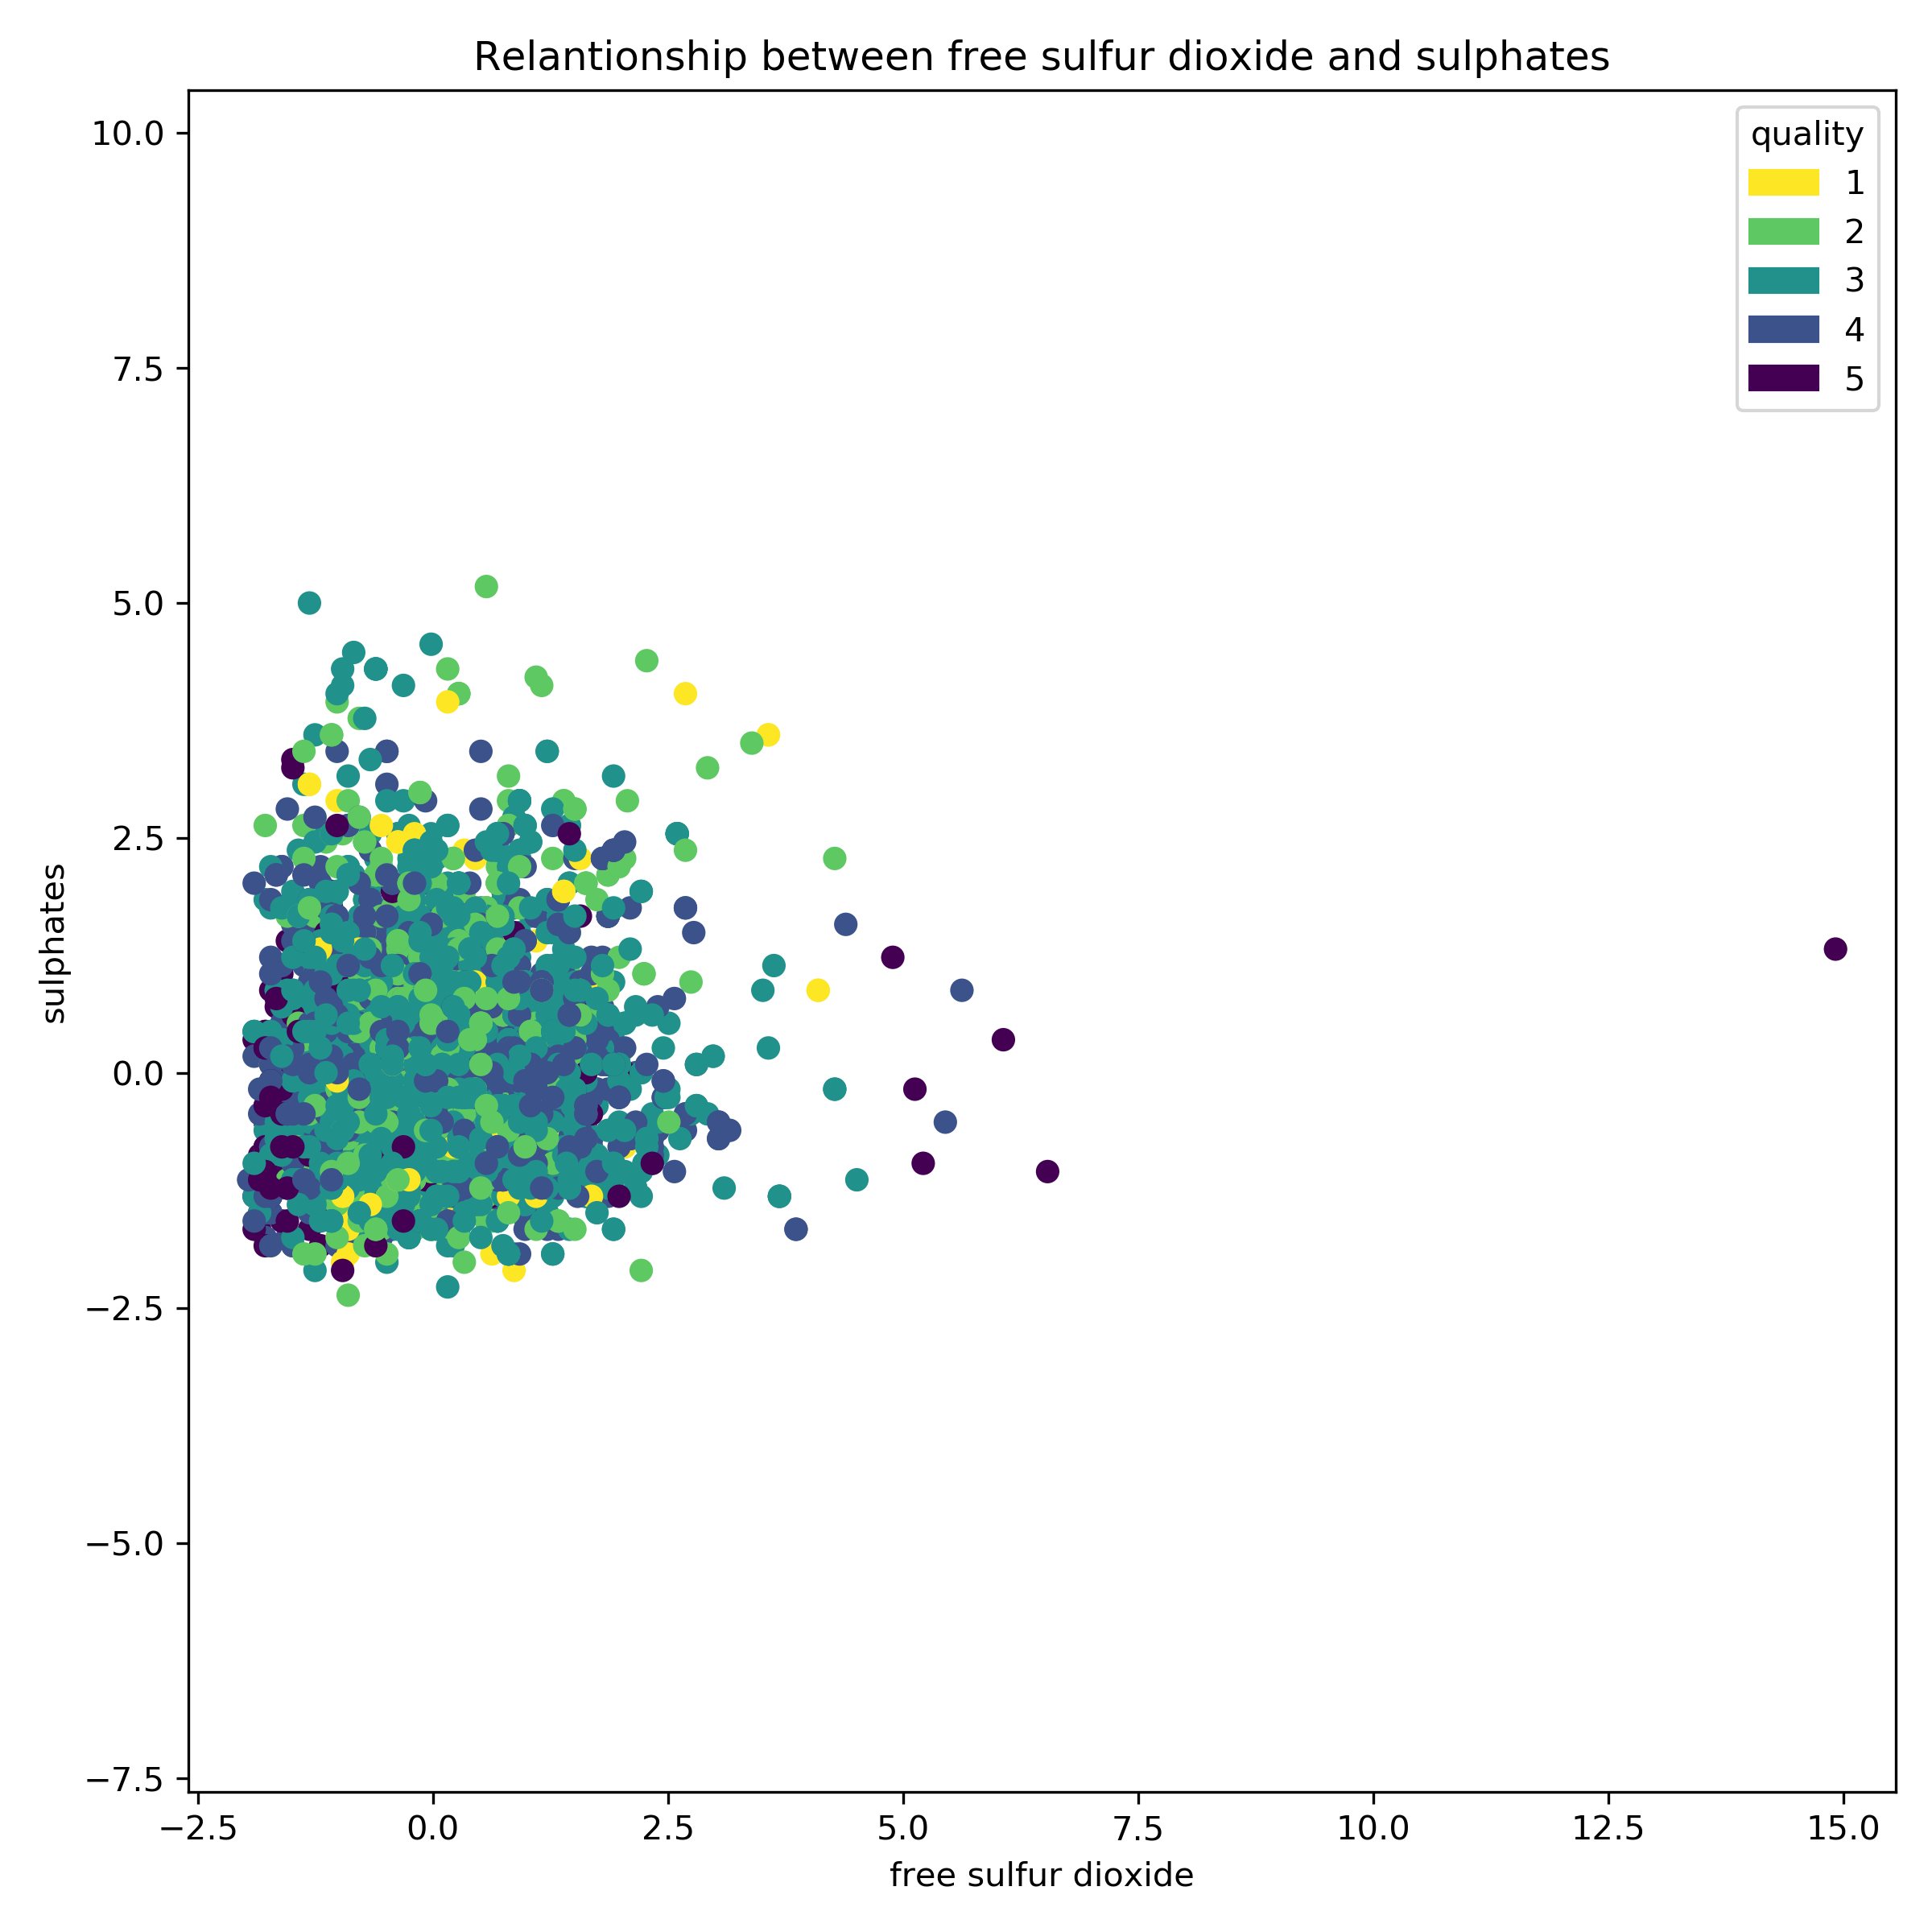 Relantionship between free sulfur dioxide and sulphates
quality
1
2
3
4
5
10.0
7.5
5.0
2.5
0.0
−2.5
−5.0
−7.5
sulphates
−2.5 0.0 2.5 5.0 7.5 10.0 12.5 15.0
free sulfur dioxide